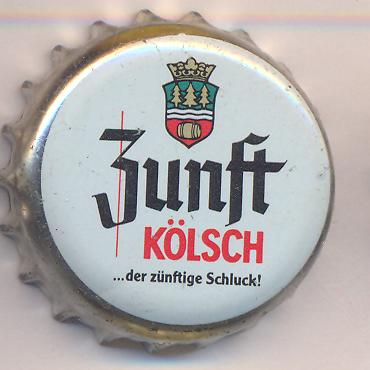 Zunft
KÖLSCH
...der zünftige Schluck!